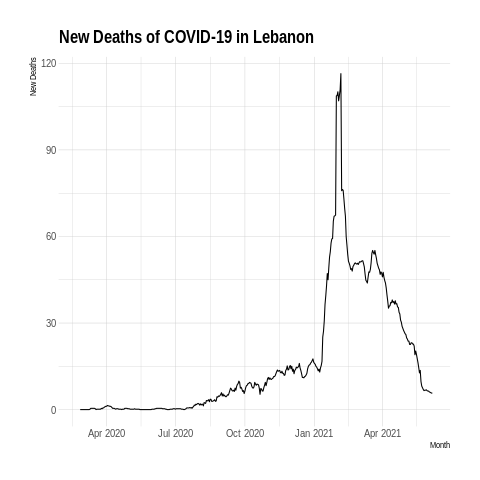 New Deaths of COVID-19 in Lebanon
New Deaths
120
90
60
30
0
Apr 2020 Jul 2020 Oct 2020 Jan 2021 Apr 2021
Month